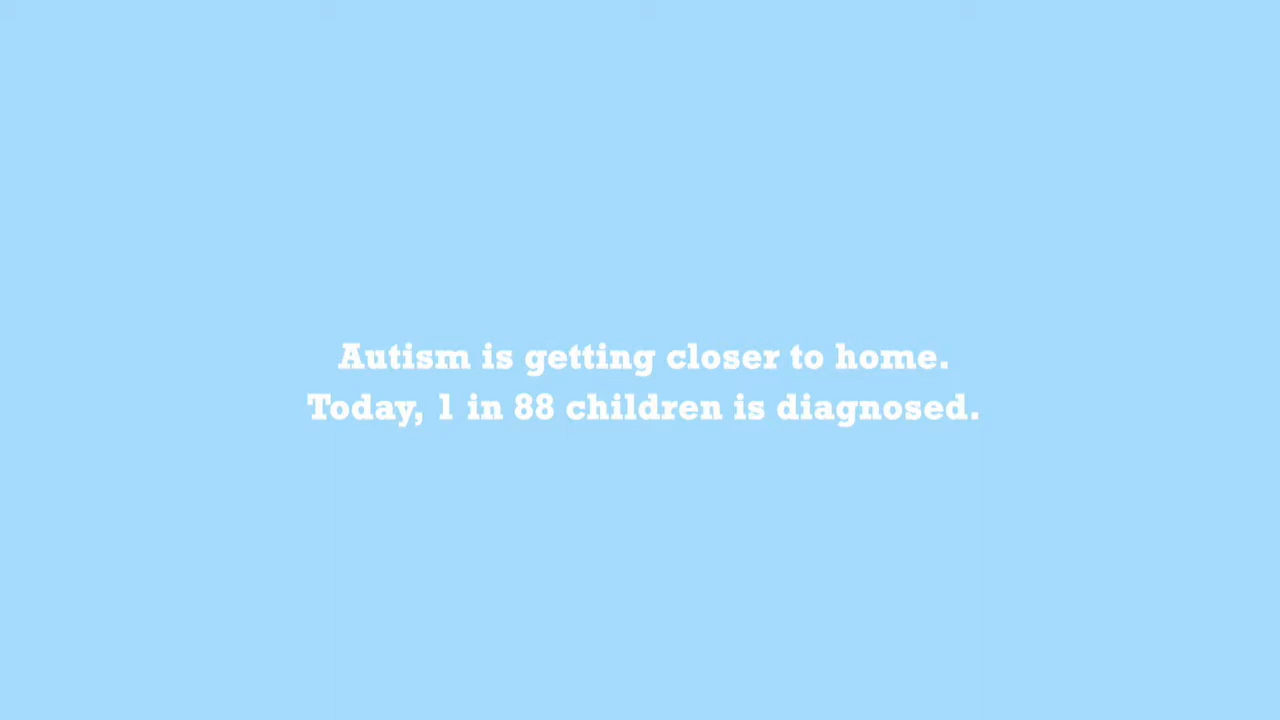 Autism is getting closer to home.
Today, 1 in 88 children is diagnosed.